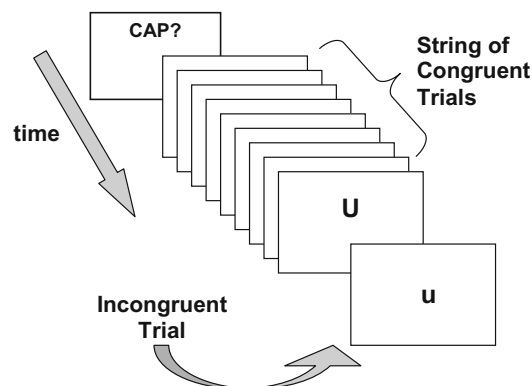 CAP?
String of
Congruent
Trials
time
U
u
Incongruent
Trial